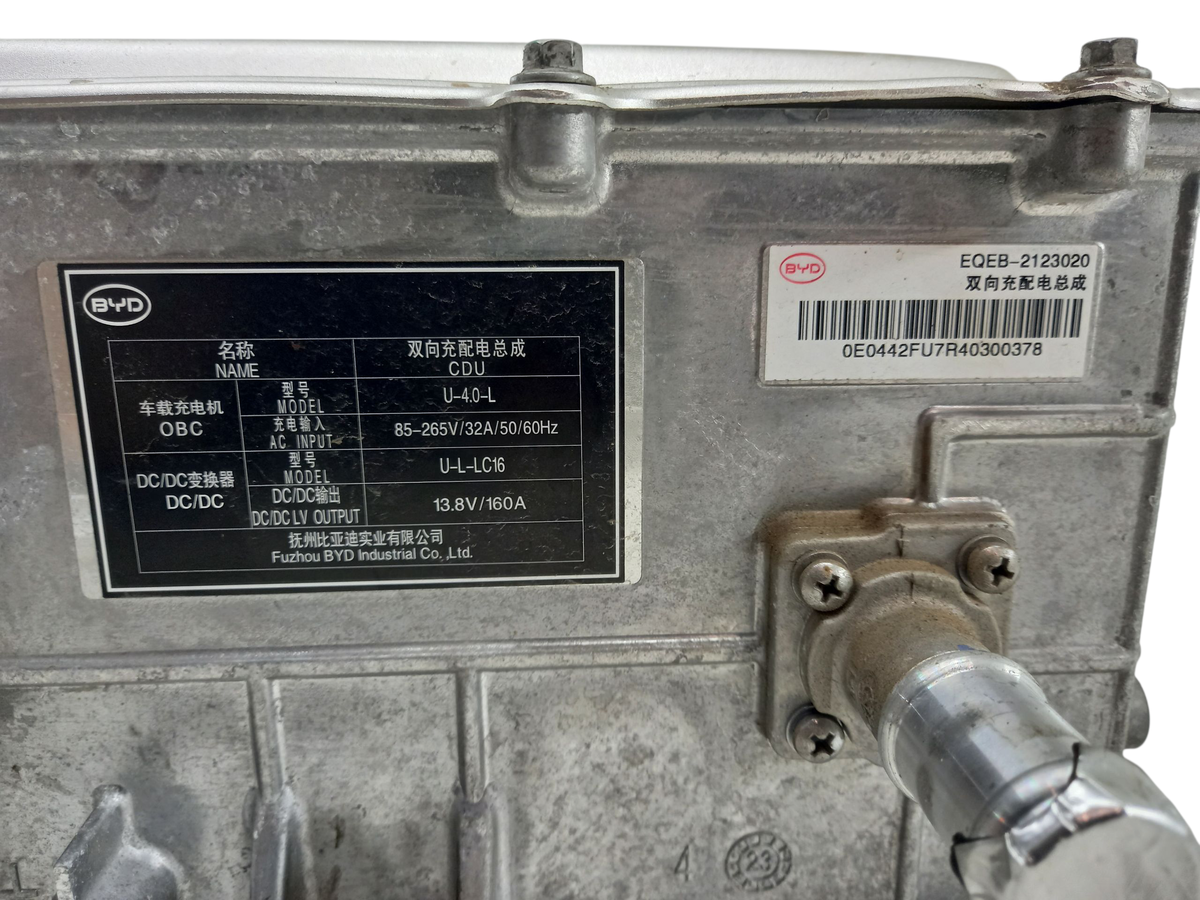 BYD
名称
NAME
双向充配电总成
CDU
车载充电机
OBC
型号
MODEL
U-4.0-L
充电输入
AC INPUT
85-265V/32A/50/60Hz
DC/DC变换器
DC/DC
型号
MODEL
U-L-LC16
DC/DC输出
DC/DC LV OUTPUT
13.8V/160A
抚州比亚迪实业有限公司
Fuzhou BYD Industrial Co.,Ltd.
BYD
EQEB-2123020
双向充配电总成
0E0442FU7R40300378
4
23